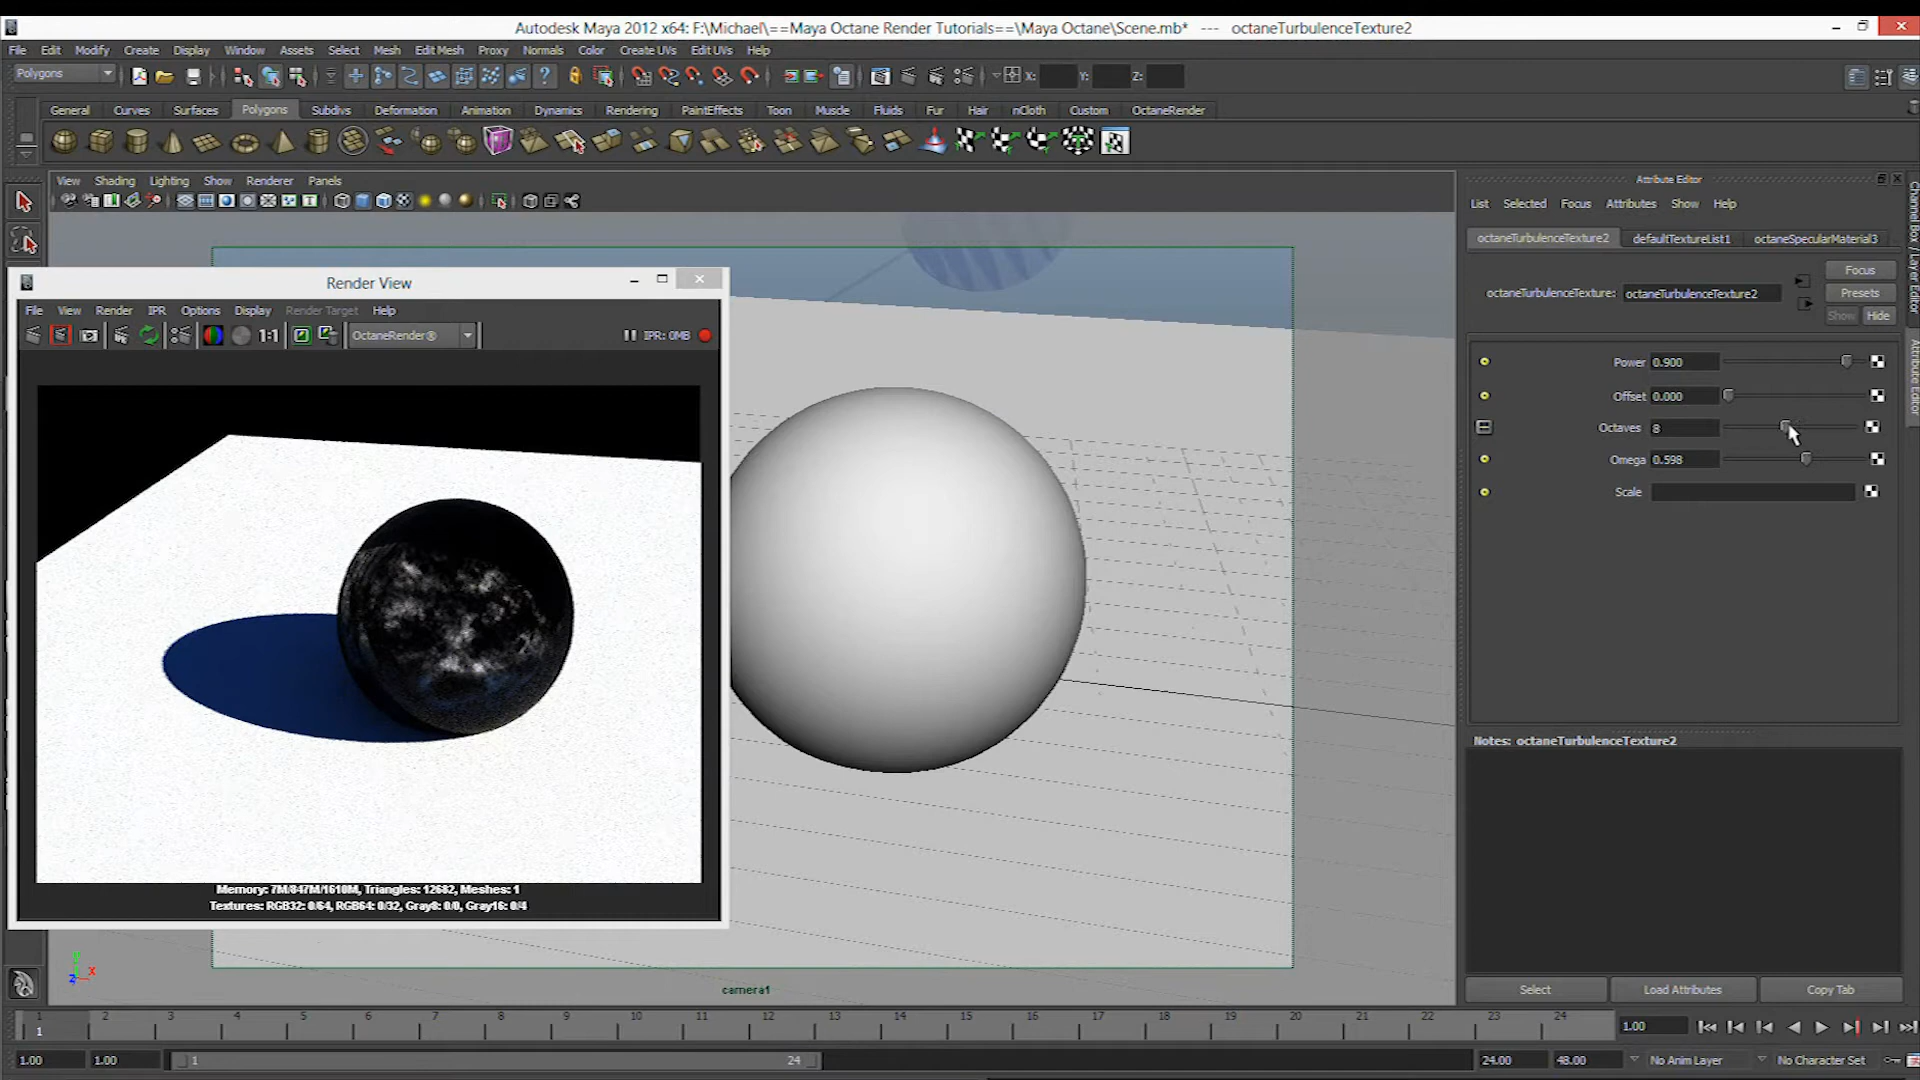 Autodesk Maya 2012 x64: F:\Michael\==Maya Octane Render Tutorials==\Maya Octane\Scene.mb* --- octaneTurbulenceTexture2
File Edit Modify Create Display Window Assets Select Mesh Edit Mesh Proxy Normals Color Create UVs Edit UVs Help
Polygons X: Y: Z:
General Curves Surfaces Polygons Subdivs Deformation Animation Dynamics Rendering PaintEffects Toon Muscle Fluids Fur Hair nCloth Custom OctaneRender
View Shading Lighting Show Renderer Panels
Render View
File View Render IPR Options Display Render Target Help
1:1 OctaneRender® IPR: 0MB
Memory: 7M/847M/1610M, Triangles: 12682, Meshes: 1
Textures: RGB32: 0/64, RGB64: 0/32, Gray8: 0/0, Gray16: 0/4
y x z
camera1
Attribute Editor
List Selected Focus Attributes Show Help
octaneTurbulenceTexture2 defaultTextureList1 octaneSpecularMaterial3
octaneTurbulenceTexture: octaneTurbulenceTexture2
Focus
Presets
Show Hide
Power 0.900
Offset 0.000
Octaves 8
Omega 0.598
Scale
Notes: octaneTurbulenceTexture2
Select Load Attributes Copy Tab
Channel Box / Layer Editor
Attribute Editor
1 2 3 4 5 6 7 8 9 10 11 12 13 14 15 16 17 18 19 20 21 22 23 24
1 1.00
1.00 1.00 1 24 24.00 48.00 No Anim Layer No Character Set